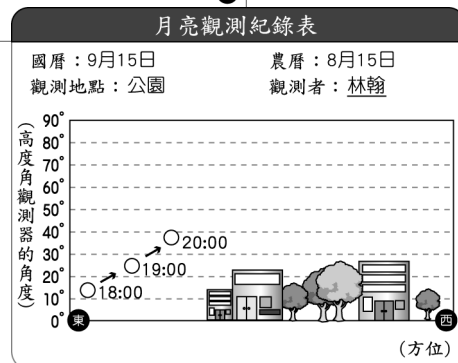 月亮觀測紀錄表
國曆：9月15日
農曆：8月15日
觀測地點：公園
觀測者：林翰
(高度角觀測器的角度)
90°
80°
70°
60°
50°
40°
30°
20°
10°
0°
20:00
19:00
18:00
東
西
(方位)